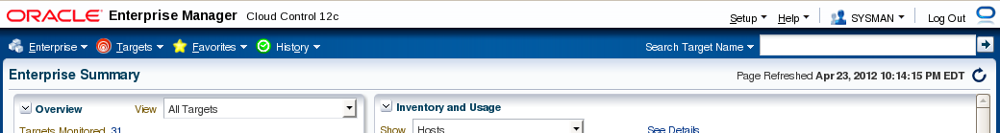 ORACLE Enterprise Manager Cloud Control 12c Setup Help SYSMAN Log Out
Enterprise Targets Favorites History Search Target Name
Enterprise Summary Page Refreshed Apr 23, 2012 10:14:15 PM EDT
Overview View All Targets Inventory and Usage
Targets Monitored 31 Show Hosts See Details